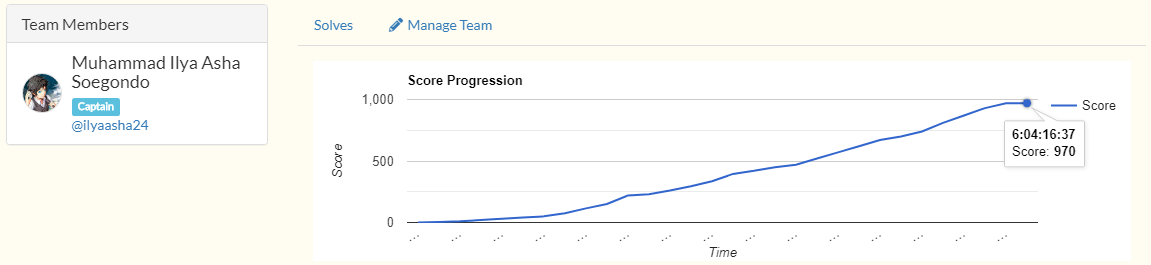 Team Members
Muhammad Ilya Asha
Soegondo
Captain
@ilyaasha24
Solves
Manage Team
Score Progression
1,000
500
0
Score
Score
6:04:16:37
Score: 970
... ... ... ... ... ... ... ... ... ... ... ... ... ... ...
Time